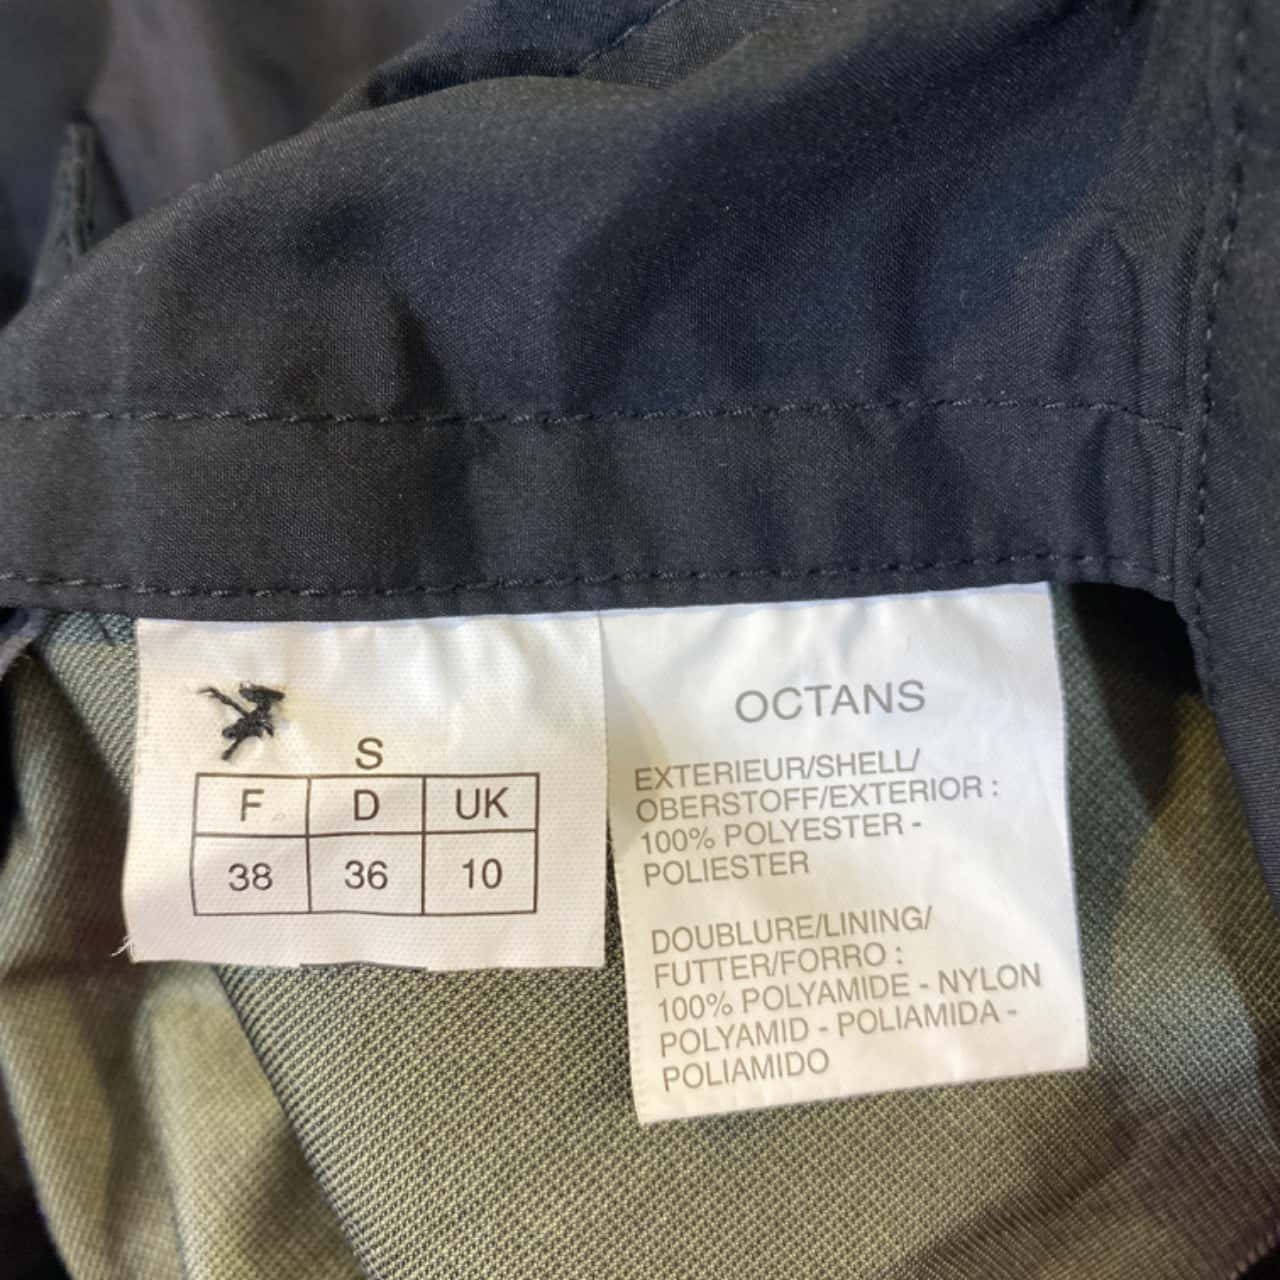 S
F D UK
38 36 10
OCTANS
EXTERIEUR/SHELL/
OBERSTOFF/EXTERIOR :
100% POLYESTER -
POLIESTER
DOUBLURE/LINING/
FUTTER/FORRO :
100% POLYAMIDE - NYLON
POLYAMID - POLIAMIDA -
POLIAMIDO